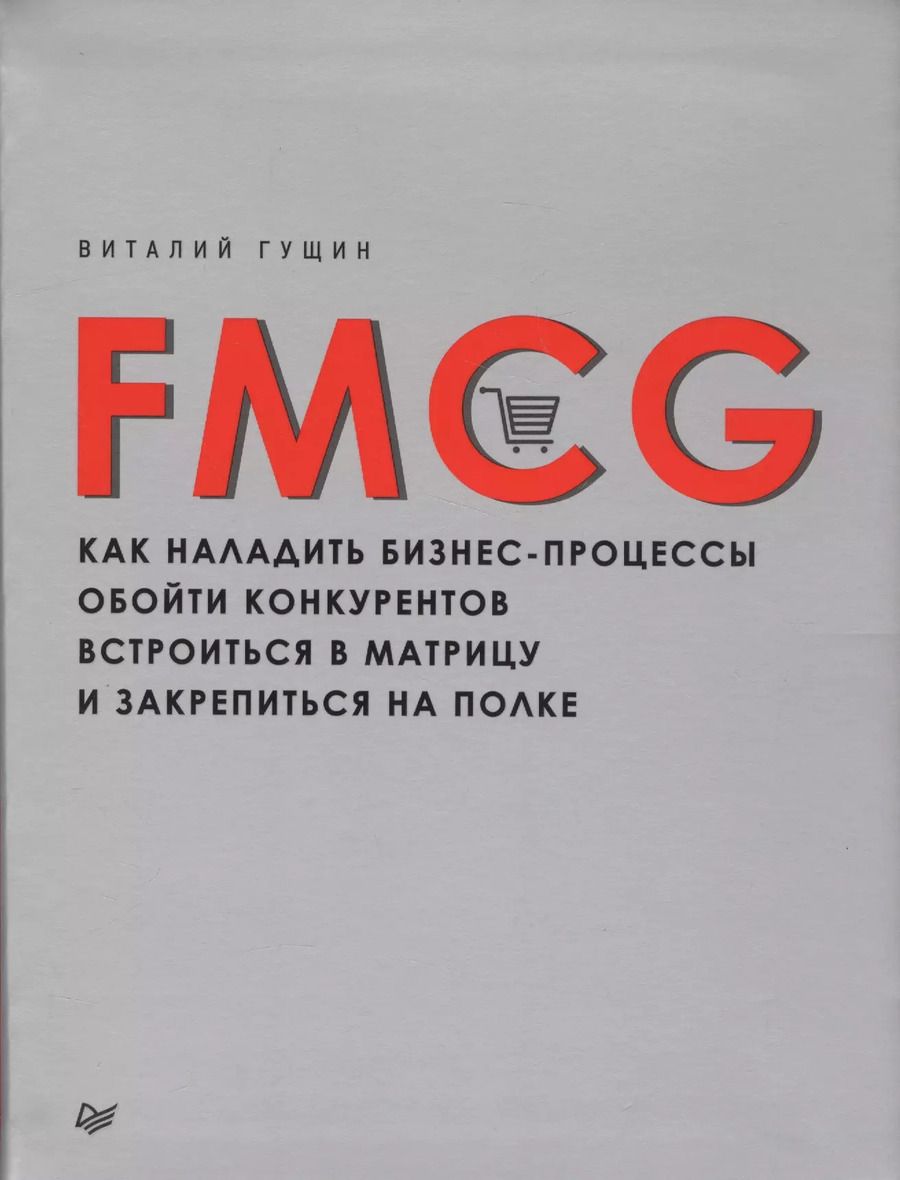 ВИТАЛИЙ ГУЩИН
FMCG
КАК НАЛАДИТЬ БИЗНЕС-ПРОЦЕССЫ
ОБОЙТИ КОНКУРЕНТОВ
ВСТРОИТЬСЯ В МАТРИЦУ
И ЗАКРЕПИТЬСЯ НА ПОЛКЕ